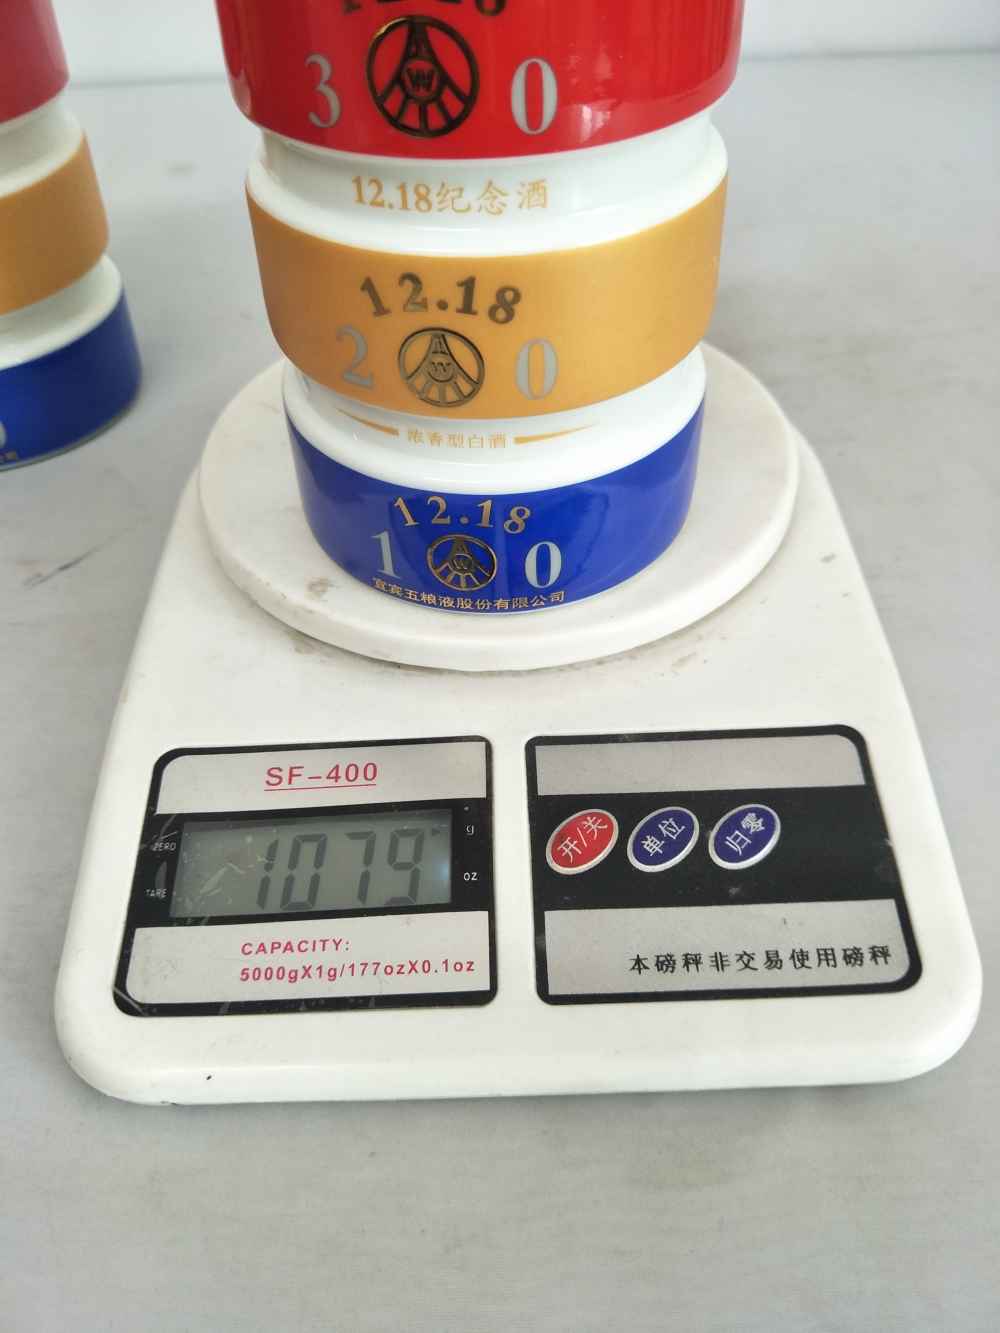 3 0
12.18纪念酒
12.18
2 0
浓香型白酒
12.18
1 0
宜宾五粮液股份有限公司
SF-400
ZERO
TARE
1079
g
oz
CAPACITY:
5000gX1g/177ozX0.1oz
开/关
单位
归零
本磅秤非交易使用磅秤